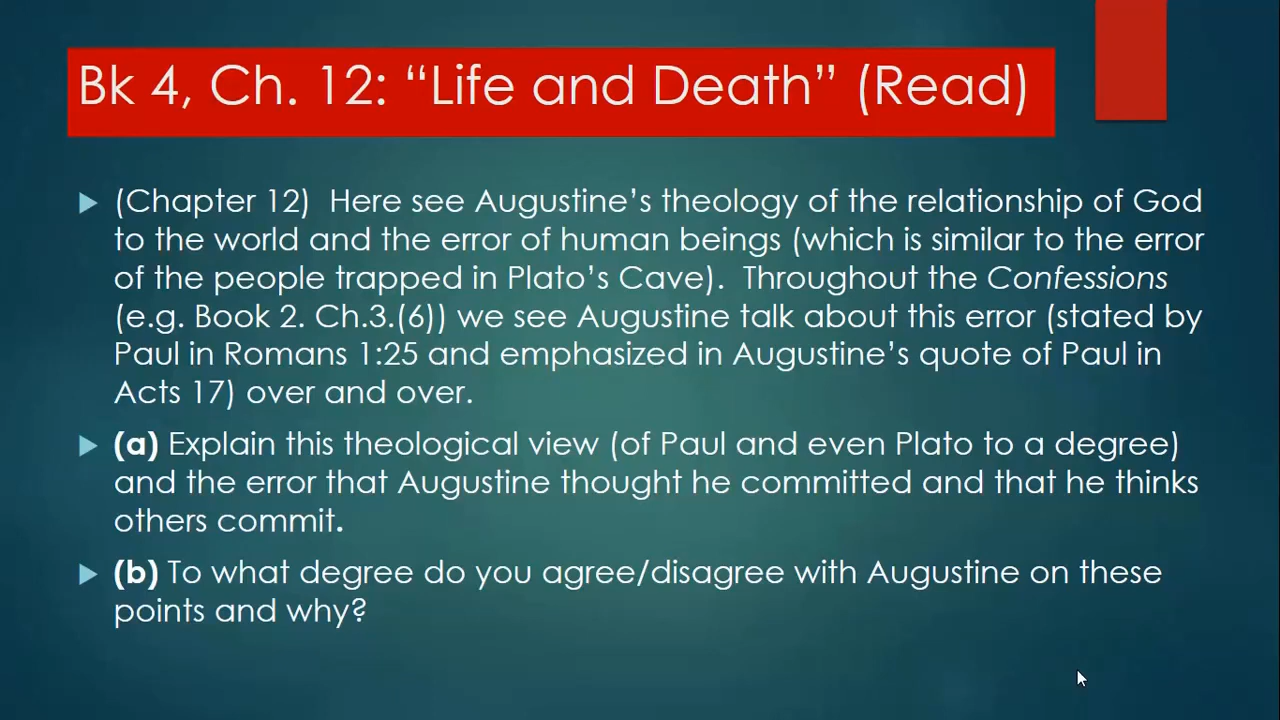 Bk 4, Ch. 12: “Life and Death” (Read)
(Chapter 12)  Here see Augustine’s theology of the relationship of God
to the world and the error of human beings (which is similar to the error
of the people trapped in Plato’s Cave).  Throughout the Confessions
(e.g. Book 2. Ch.3.(6)) we see Augustine talk about this error (stated by
Paul in Romans 1:25 and emphasized in Augustine’s quote of Paul in
Acts 17) over and over.
(a) Explain this theological view (of Paul and even Plato to a degree)
and the error that Augustine thought he committed and that he thinks
others commit.
(b) To what degree do you agree/disagree with Augustine on these
points and why?